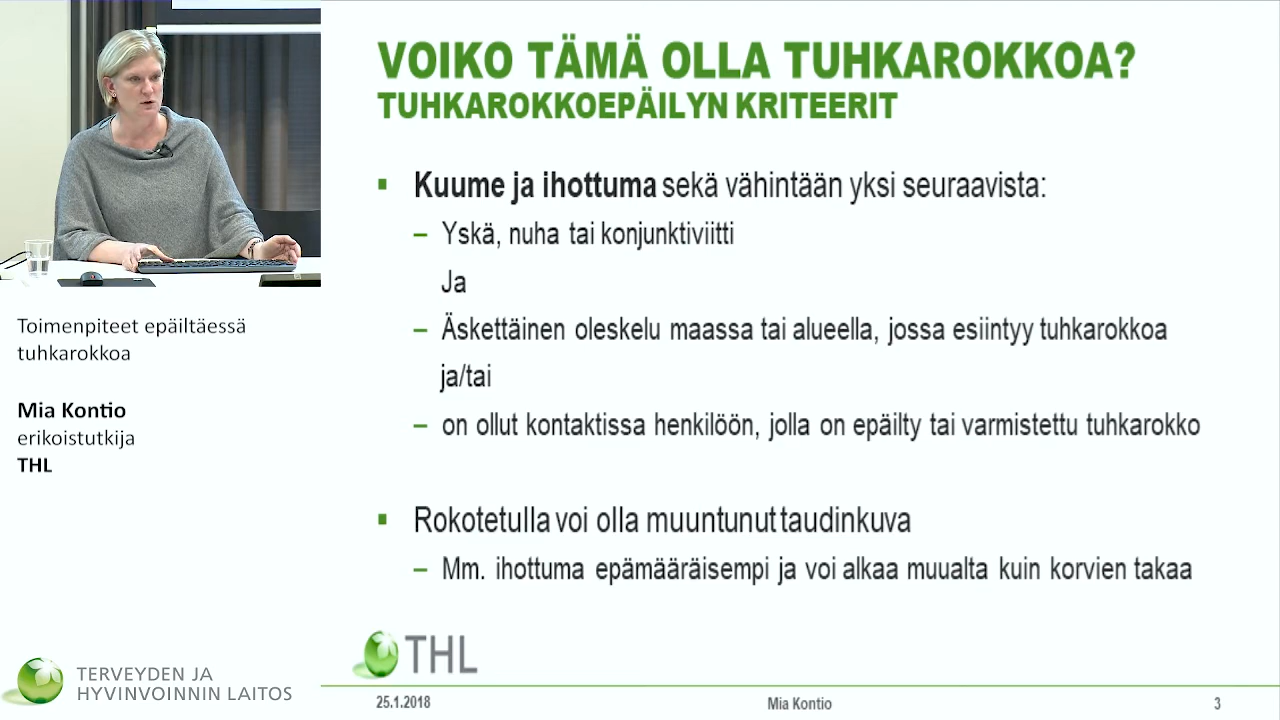 VOIKO TÄMÄ OLLA TUHKAROKKOA?
TUHKAROKKOEPÄILYN KRITEERIT
▪ Kuume ja ihottuma sekä vähintään yksi seuraavista:
– Yskä, nuha tai konjunktiviitti
Ja
– Äskettäinen oleskelu maassa tai alueella, jossa esiintyy tuhkarokkoa
ja/tai
– on ollut kontaktissa henkilöön, jolla on epäilty tai varmistettu tuhkarokko
▪ Rokotetulla voi olla muuntunut taudinkuva
– Mm. ihottuma epämääräisempi ja voi alkaa muualta kuin korvien takaa
THL
25.1.2018
Mia Kontio
3
Toimenpiteet epäiltäessä
tuhkarokkoa
Mia Kontio
erikoistutkija
THL
TERVEYDEN JA
HYVINVOINNIN LAITOS